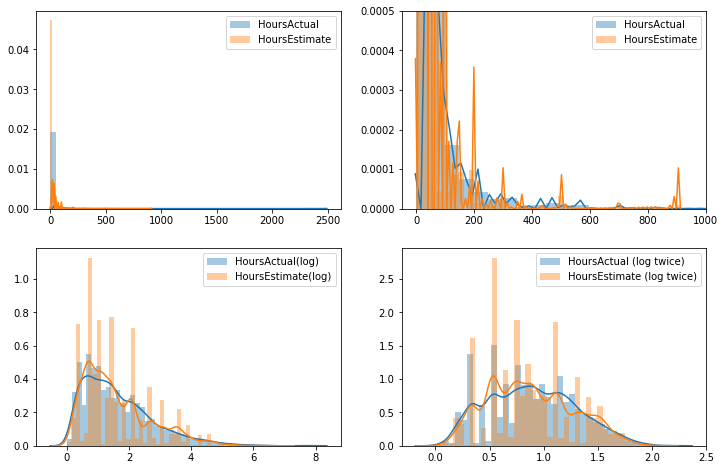 HoursActual
HoursEstimate
0.04
0.03
0.02
0.01
0.00
0 500 1000 1500 2000 2500
HoursActual
HoursEstimate
0.0005
0.0004
0.0003
0.0002
0.0001
0.0000
0 200 400 600 800 1000
HoursActual(log)
HoursEstimate(log)
1.0
0.8
0.6
0.4
0.2
0.0
0 2 4 6 8
HoursActual (log twice)
HoursEstimate (log twice)
2.5
2.0
1.5
1.0
0.5
0.0
0.0 0.5 1.0 1.5 2.0 2.5